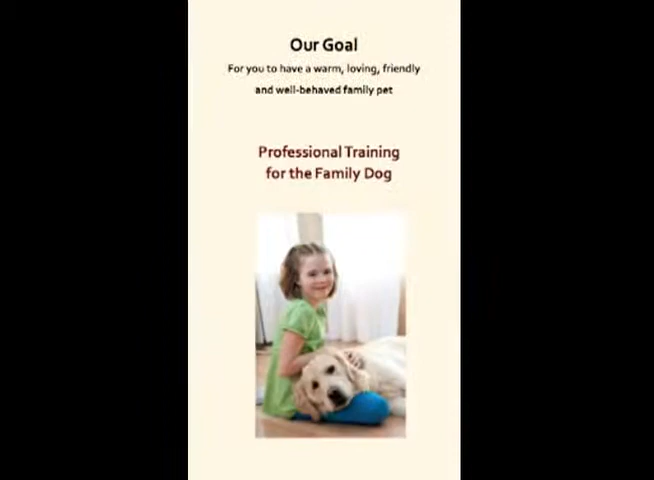 Our Goal
For you to have a warm, loving, friendly
and well-behaved family pet
Professional Training
for the Family Dog